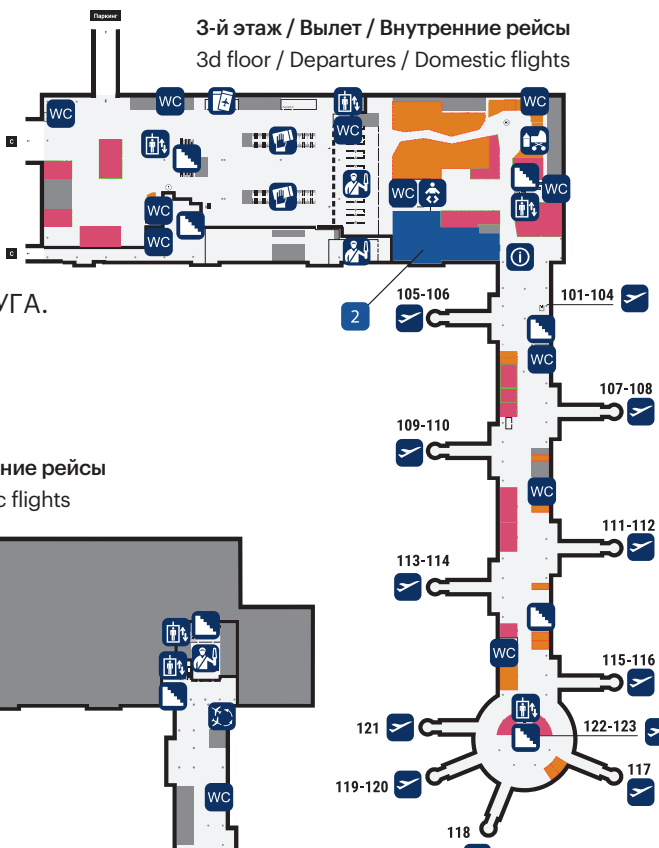 Паркинг
3-й этаж / Вылет / Внутренние рейсы
3d floor / Departures / Domestic flights
WC
WC
WC
WC
C
WC
WC
WC
WC
C
УГА.
2
105-106
101-104
WC
107-108
109-110
ние рейсы
c flights
WC
111-112
113-114
WC
115-116
121
122-123
117
119-120
WC
118